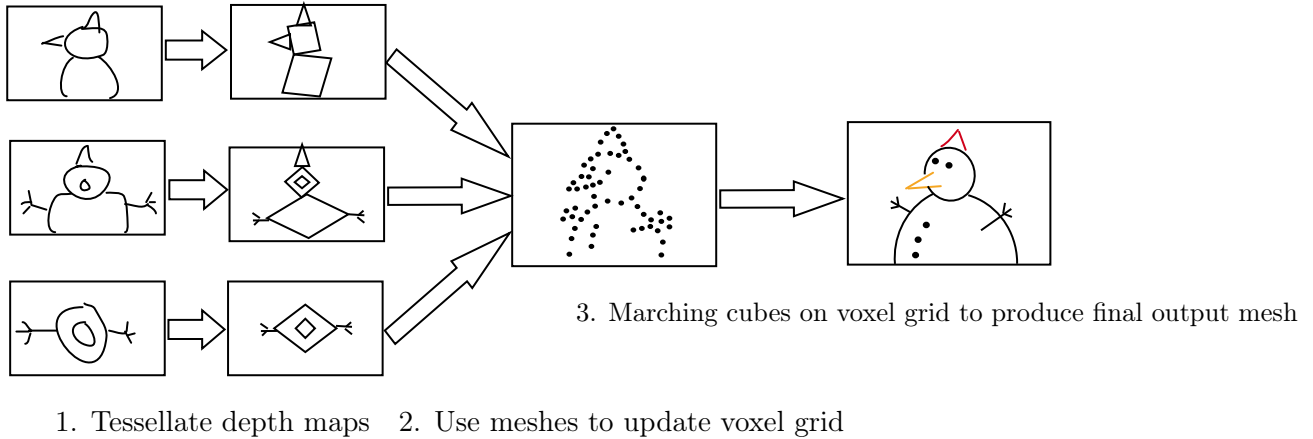 3. Marching cubes on voxel grid to produce final output mesh
1. Tessellate depth maps
2. Use meshes to update voxel grid